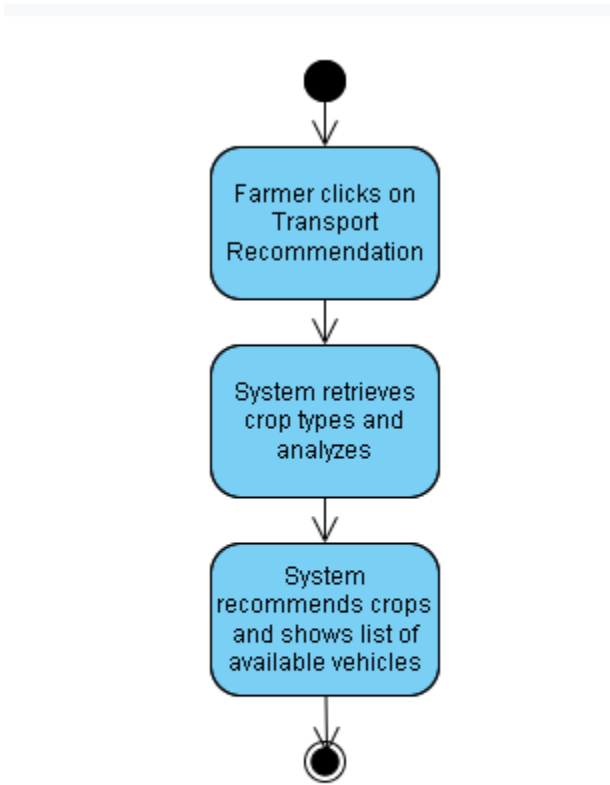 Farmer clicks on
Transport
Recommendation
System retrieves
crop types and
analyzes
System
recommends crops
and shows list of
available vehicles